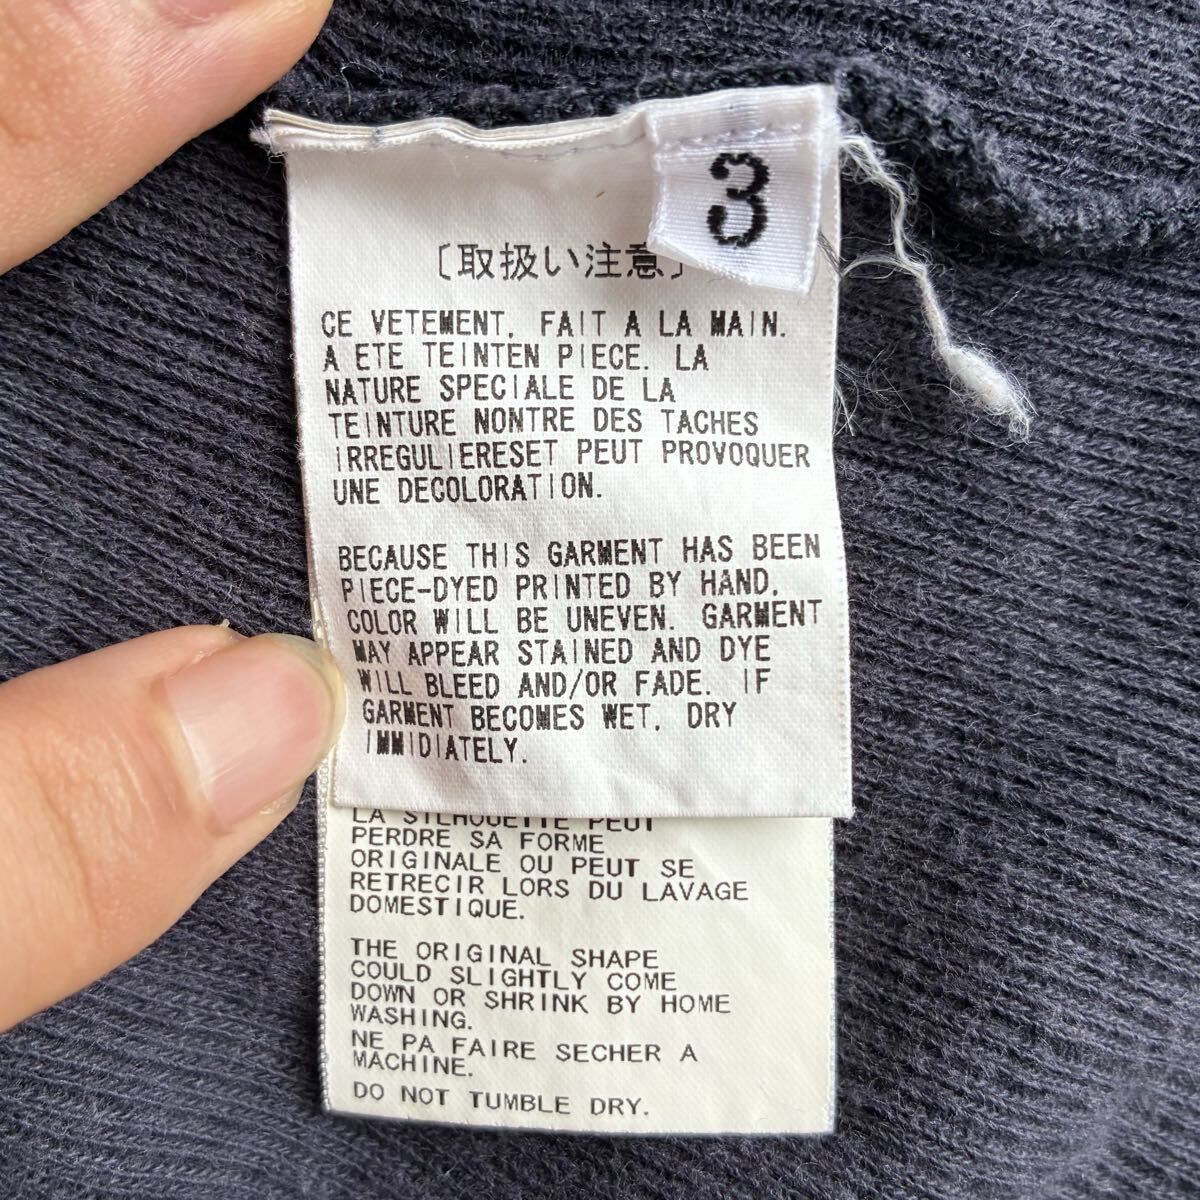 3
〔取扱い注意〕
CE VETEMENT, FAIT A LA MAIN.
A ETE TEINTEN PIECE. LA
NATURE SPECIALE DE LA
TEINTURE NONTRE DES TACHES
IRREGULIERESET PEUT PROVOQUER
UNE DECOLORATION.
BECAUSE THIS GARMENT HAS BEEN
PIECE-DYED PRINTED BY HAND,
COLOR WILL BE UNEVEN. GARMENT
MAY APPEAR STAINED AND DYE
WILL BLEED AND/OR FADE. IF
GARMENT BECOMES WET, DRY
IMMIDIATELY.
LA SILHOUETTE PEUT
PERDRE SA FORME
ORIGINALE OU PEUT SE
RETRECIR LORS DU LAVAGE
DOMESTIQUE.
THE ORIGINAL SHAPE
COULD SLIGHTLY COME
DOWN OR SHRINK BY HOME
WASHING.
NE PA FAIRE SECHER A
MACHINE.
DO NOT TUMBLE DRY.